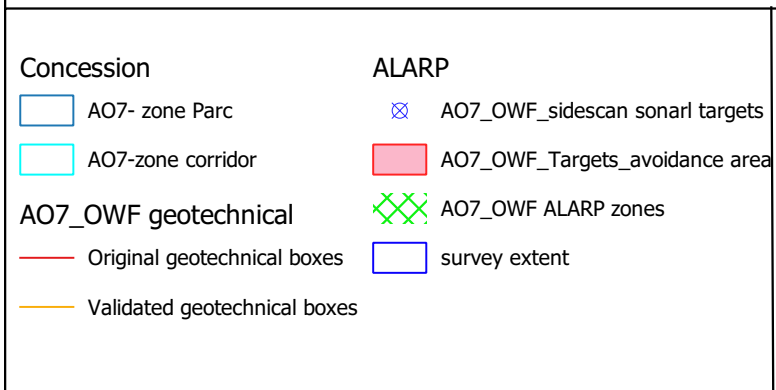 Concession
AO7- zone Parc
AO7-zone corridor
AO7_OWF geotechnical
Original geotechnical boxes
Validated geotechnical boxes
ALARP
AO7_OWF_sidescan sonarl targets
AO7_OWF_Targets_avoidance area
AO7_OWF ALARP zones
survey extent